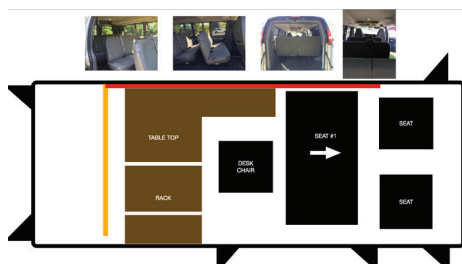 TABLE TOP
SEAT #1
SEAT
DESK
CHAIR
RACK
SEAT